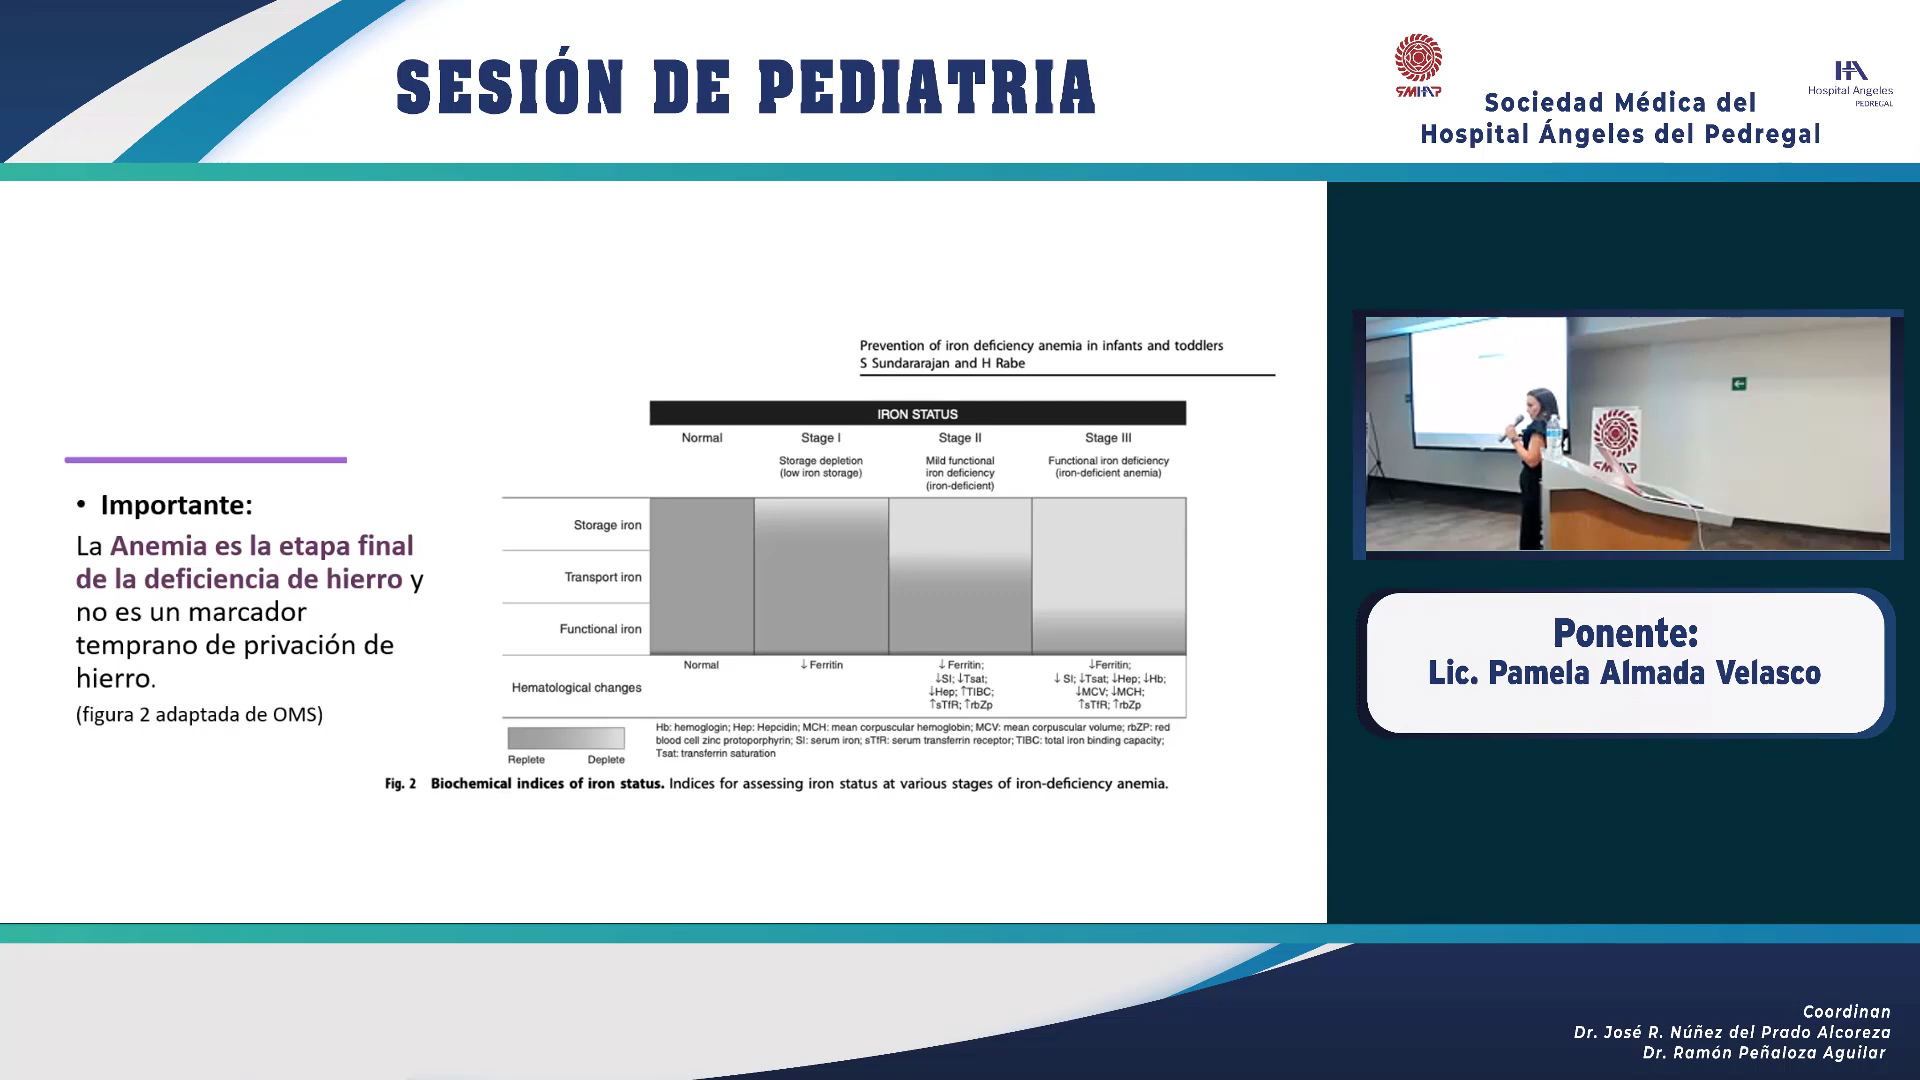 SESIÓN DE PEDIATRIA
SMHAP
HA
Hospital Angeles
PEDREGAL
Sociedad Médica del
Hospital Ángeles del Pedregal
Prevention of iron deficiency anemia in infants and toddlers
S Sundararajan and H Rabe
IRON STATUS
Normal Stage I Stage II Stage III
Storage depletion
(low iron storage)
Mild functional
iron deficiency
(iron-deficient)
Functional iron deficiency
(iron-deficient anemia)
Storage iron
Transport iron
Functional iron
Hematological changes
Normal
↓ Ferritin
↓ Ferritin;
↓SI; ↓Tsat;
↓Hep; ↑TIBC;
↑sTfR; ↑rbZp
↓Ferritin;
↓ SI; ↓Tsat; ↓Hep; ↓Hb;
↓MCV; ↓MCH;
↑sTfR; ↑rbZp
Replete Deplete
Hb: hemoglogin; Hep: Hepcidin; MCH: mean corpuscular hemoglobin; MCV: mean corpuscular volume; rbZP: red
blood cell zinc protoporphyrin; SI: serum iron; sTfR: serum transferrin receptor; TIBC: total iron binding capacity;
Tsat: transferrin saturation
Fig. 2 Biochemical indices of iron status. Indices for assessing iron status at various stages of iron-deficiency anemia.
• Importante:
La Anemia es la etapa final
de la deficiencia de hierro y
no es un marcador
temprano de privación de
hierro.
(figura 2 adaptada de OMS)
SMHAP
Ponente:
Lic. Pamela Almada Velasco
Coordinan
Dr. José R. Núñez del Prado Alcoreza
Dr. Ramón Peñaloza Aguilar